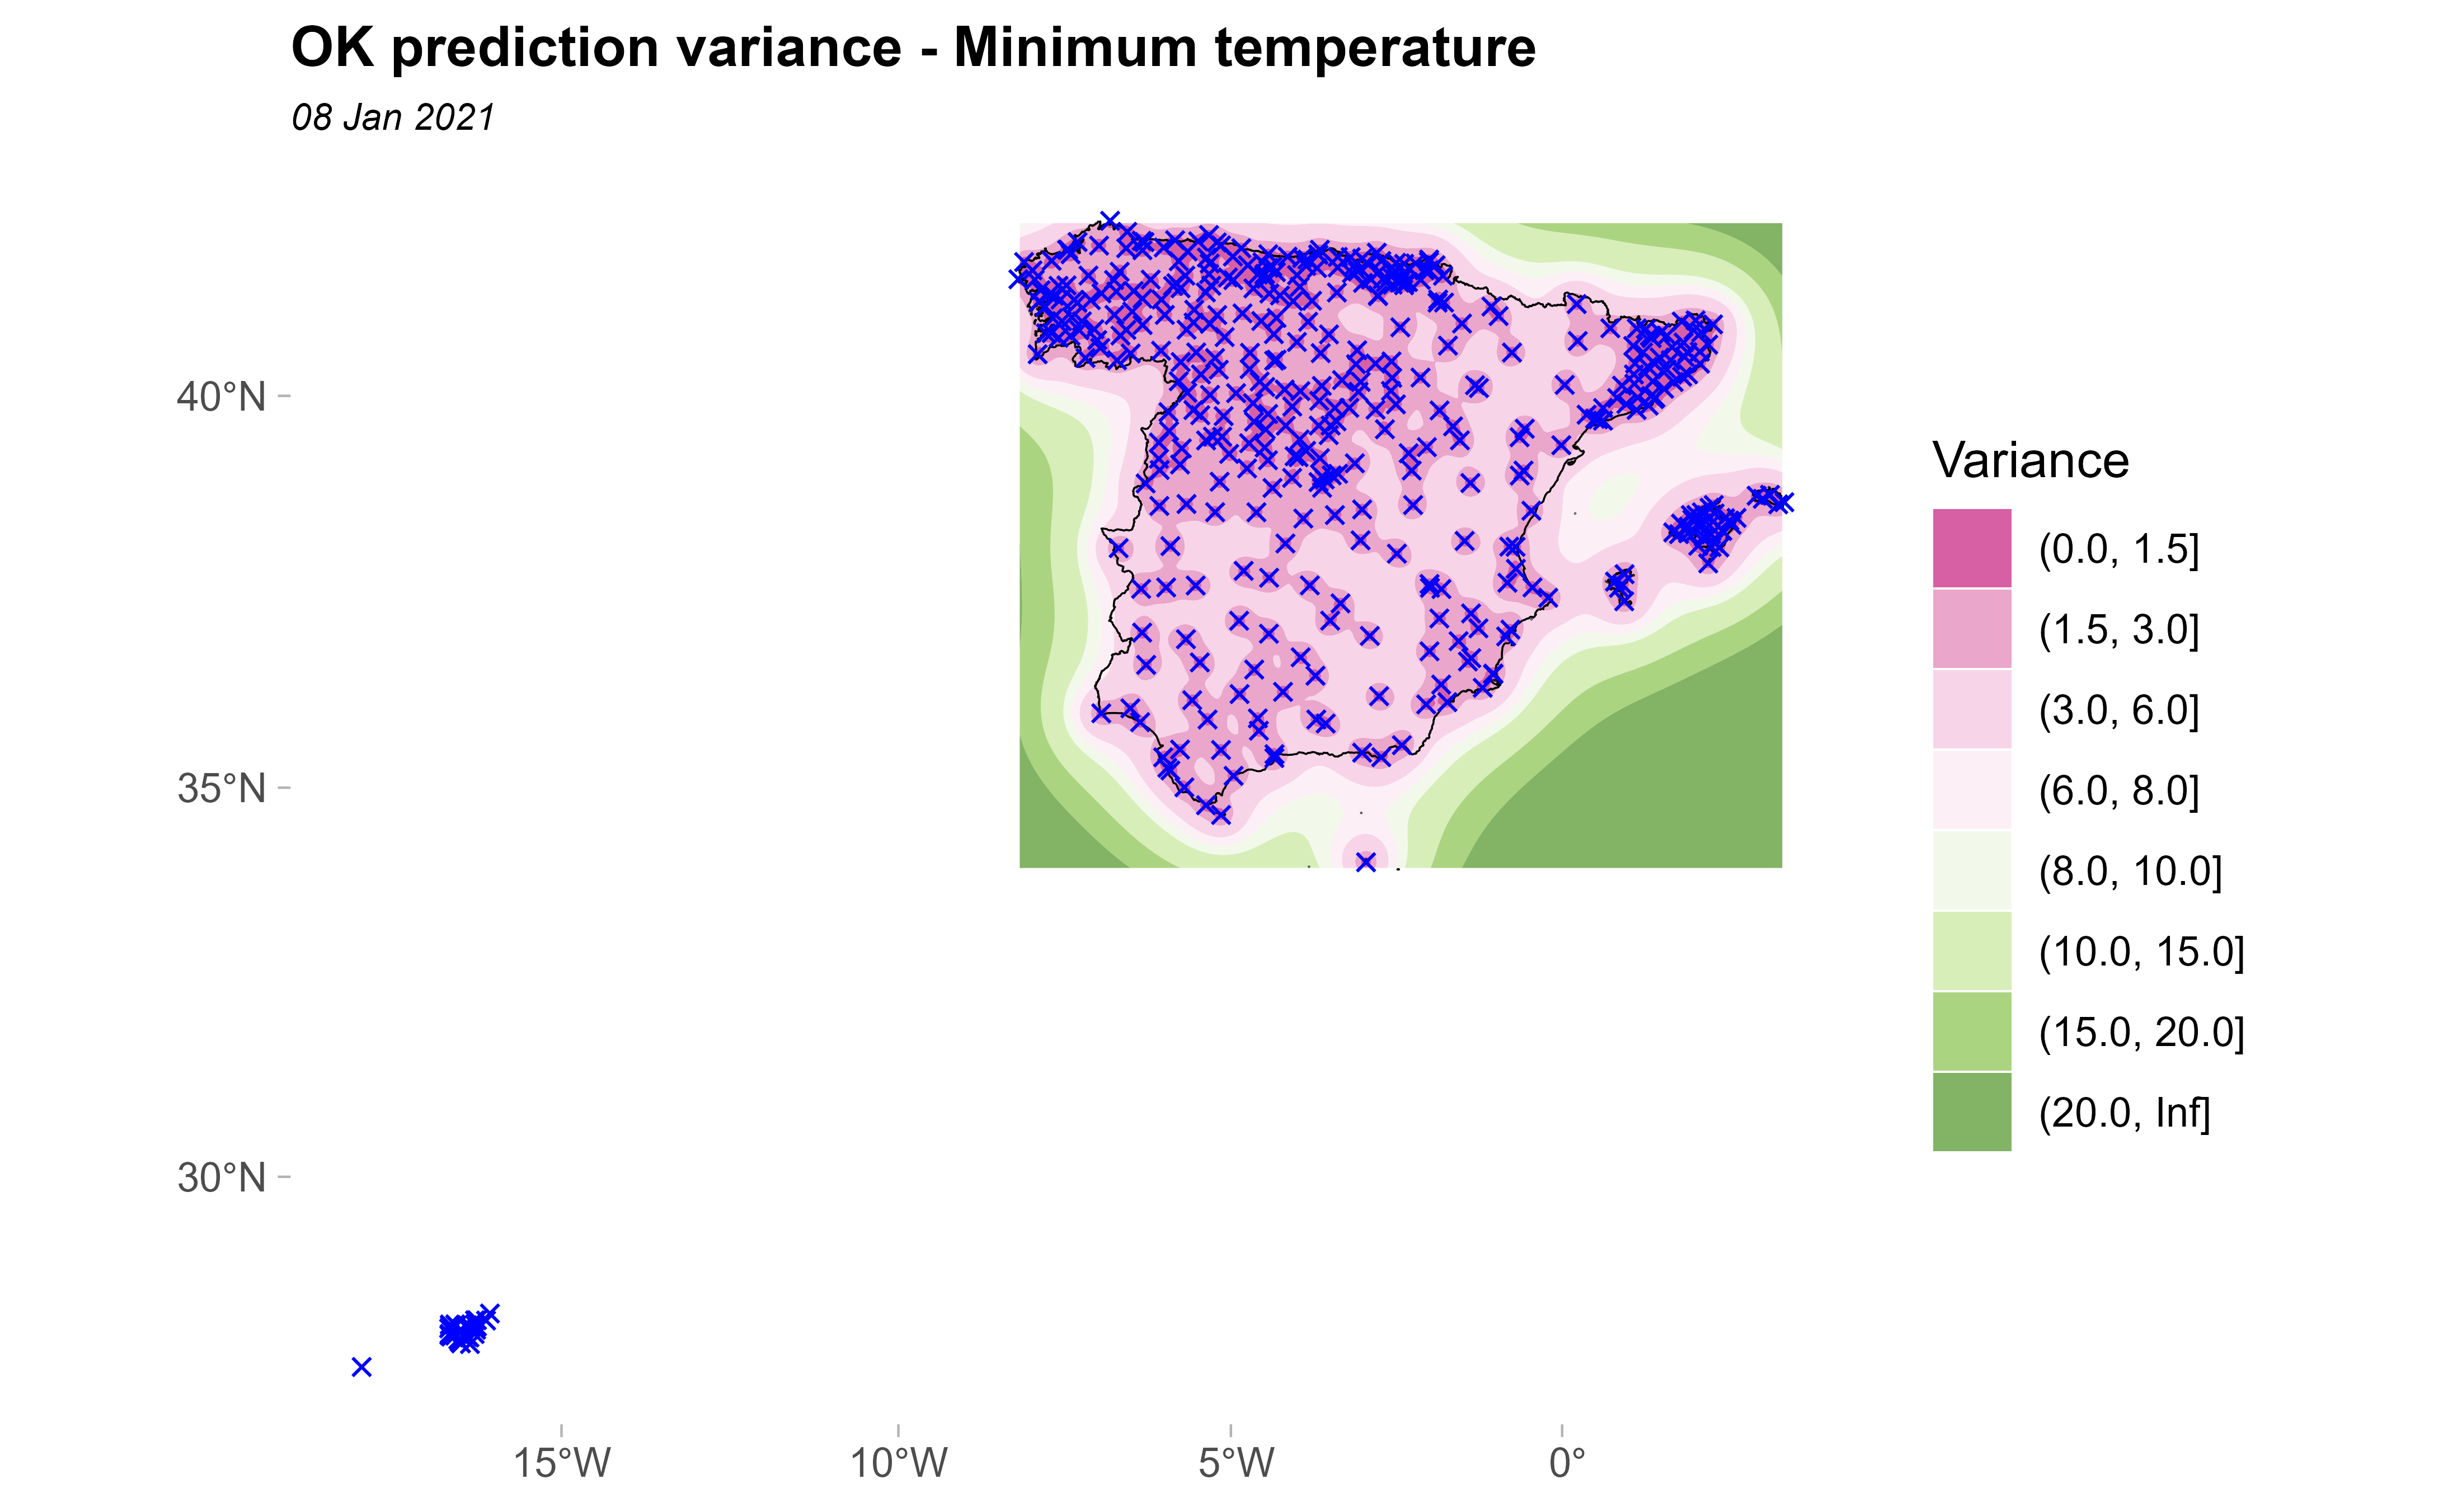 OK prediction variance - Minimum temperature
08 Jan 2021
40°N
35°N
30°N
15°W
10°W
5°W
0°
Variance
(0.0, 1.5]
(1.5, 3.0]
(3.0, 6.0]
(6.0, 8.0]
(8.0, 10.0]
(10.0, 15.0]
(15.0, 20.0]
(20.0, Inf]